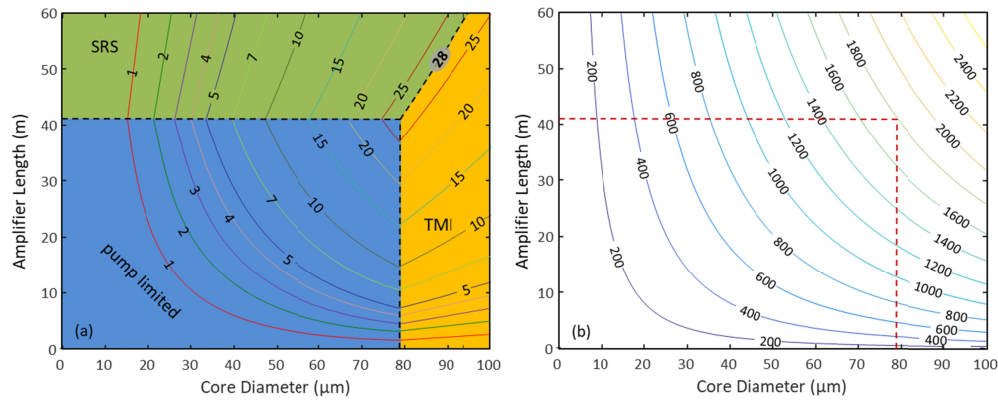 60
50
40
30
20
10
0
Amplifier Length (m)
0 10 20 30 40 50 60 70 80 90 100
Core Diameter (μm)
SRS
TMI
pump limited
(a)
1 2 4 5 7 10 15 20 25 28 25
20
15
10
5
1 2 3 4 5 7 10 15 20
60
50
40
30
20
10
0
Amplifier Length (m)
0 10 20 30 40 50 60 70 80 90 100
Core Diameter (μm)
(b)
200 400 600 800 1000 1200 1400 1600 1800 2000 2200 2400
200 400 600 800 1000 1200 1400 1600
200 400 600 800 1000 1200 1400 1600